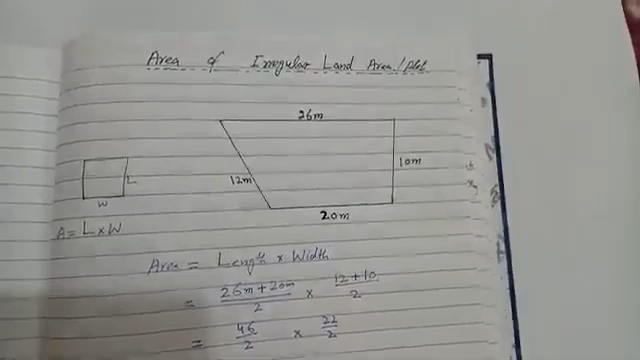 Area of Irregular Land Area/plot
26m
12m
10m
20m
L
W
A = L x W
Area = Length x Width
= 26m+20m/2 x 12+10/2
= 46/2 x 22/2